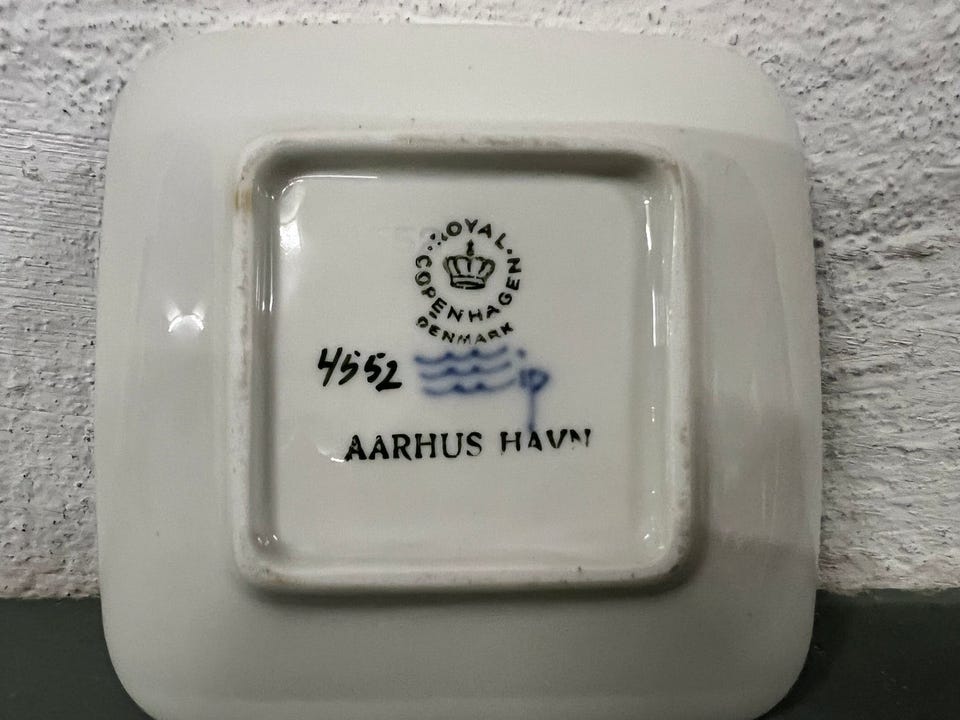 ROYAL COPENHAGEN
DENMARK
4552
AARHUS HAVN